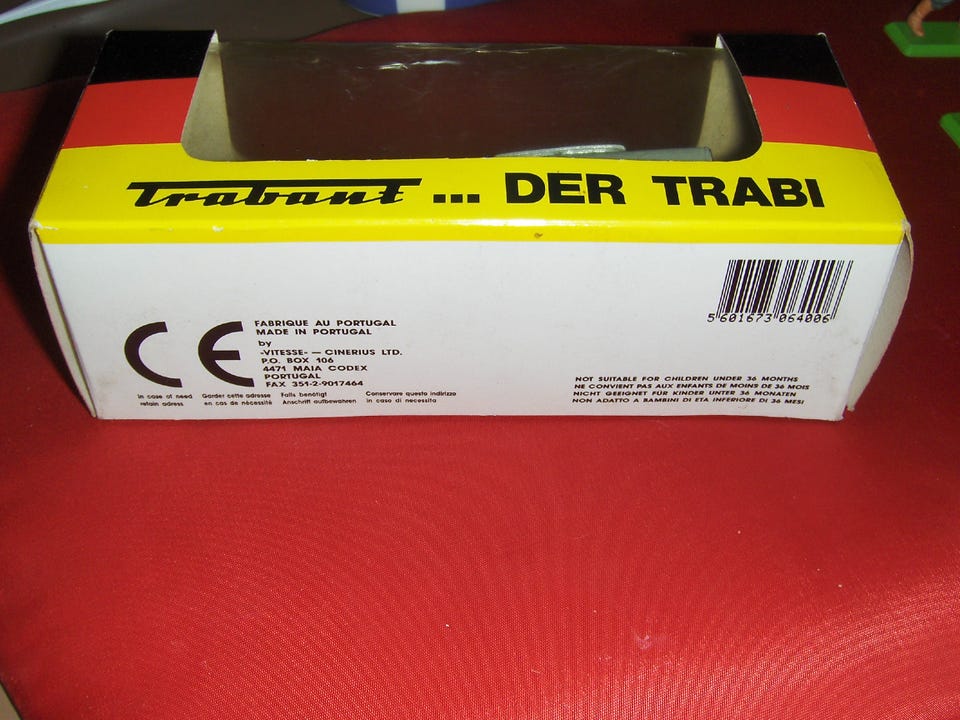 Trabant ... DER TRABI
5 601673 064006
CE
FABRIQUE AU PORTUGAL
MADE IN PORTUGAL
by
-VITESSE- — CINERIUS LTD.
P.O. BOX 106
4471 MAIA CODEX
PORTUGAL
FAX 351-2-9017464
In case of need
retain adress
Garder cette adresse
en cas de nécessité
Falls benötigt
Anschrift aufbewahren
Conservare questo indirizzo
in caso di necessita
NOT SUITABLE FOR CHILDREN UNDER 36 MONTHS
NE CONVIENT PAS AUX ENFANTS DE MOINS DE 36 MOIS
NICHT GEEIGNET FÜR KINDER UNTER 36 MONATEN
NON ADATTO A BAMBINI DI ETA INFERIORE DI 36 MESI